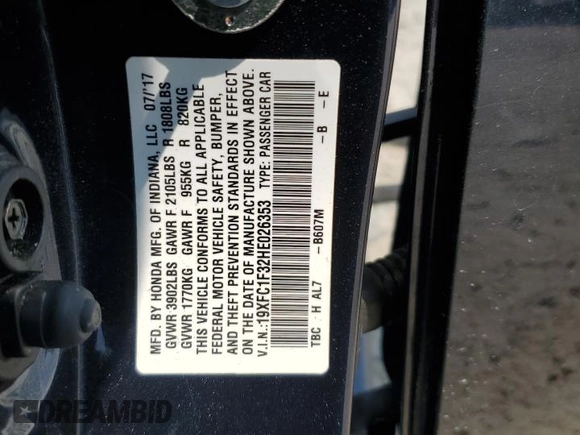 MFD. BY HONDA MFG. OF INDIANA, LLC 07/'17
GVWR 3902LBS GAWR F 2105LBS R 1808LBS
GVWR 1770KG GAWR F 955KG R 820KG
THIS VEHICLE CONFORMS TO ALL APPLICABLE
FEDERAL MOTOR VEHICLE SAFETY, BUMPER,
AND THEFT PREVENTION STANDARDS IN EFFECT
ON THE DATE OF MANUFACTURE SHOWN ABOVE.
V.I.N.:19XFC1F32HE026353 TYPE: PASSENGER CAR
TBC - H AL7 - B607M - B - E
DREAMBID